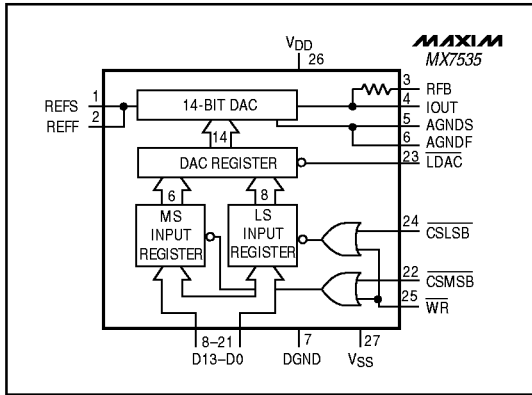 MAXIM
MX7535
VDD
26
REFS 1
REFF 2
14-BIT DAC
3 RFB
4 IOUT
5 AGNDS
6 AGNDF
14
DAC REGISTER
23 LDAC
6
8
MS
INPUT
REGISTER
LS
INPUT
REGISTER
24 CSLSB
22 CSMSB
25 WR
8–21
D13–D0
7
DGND
27
VSS